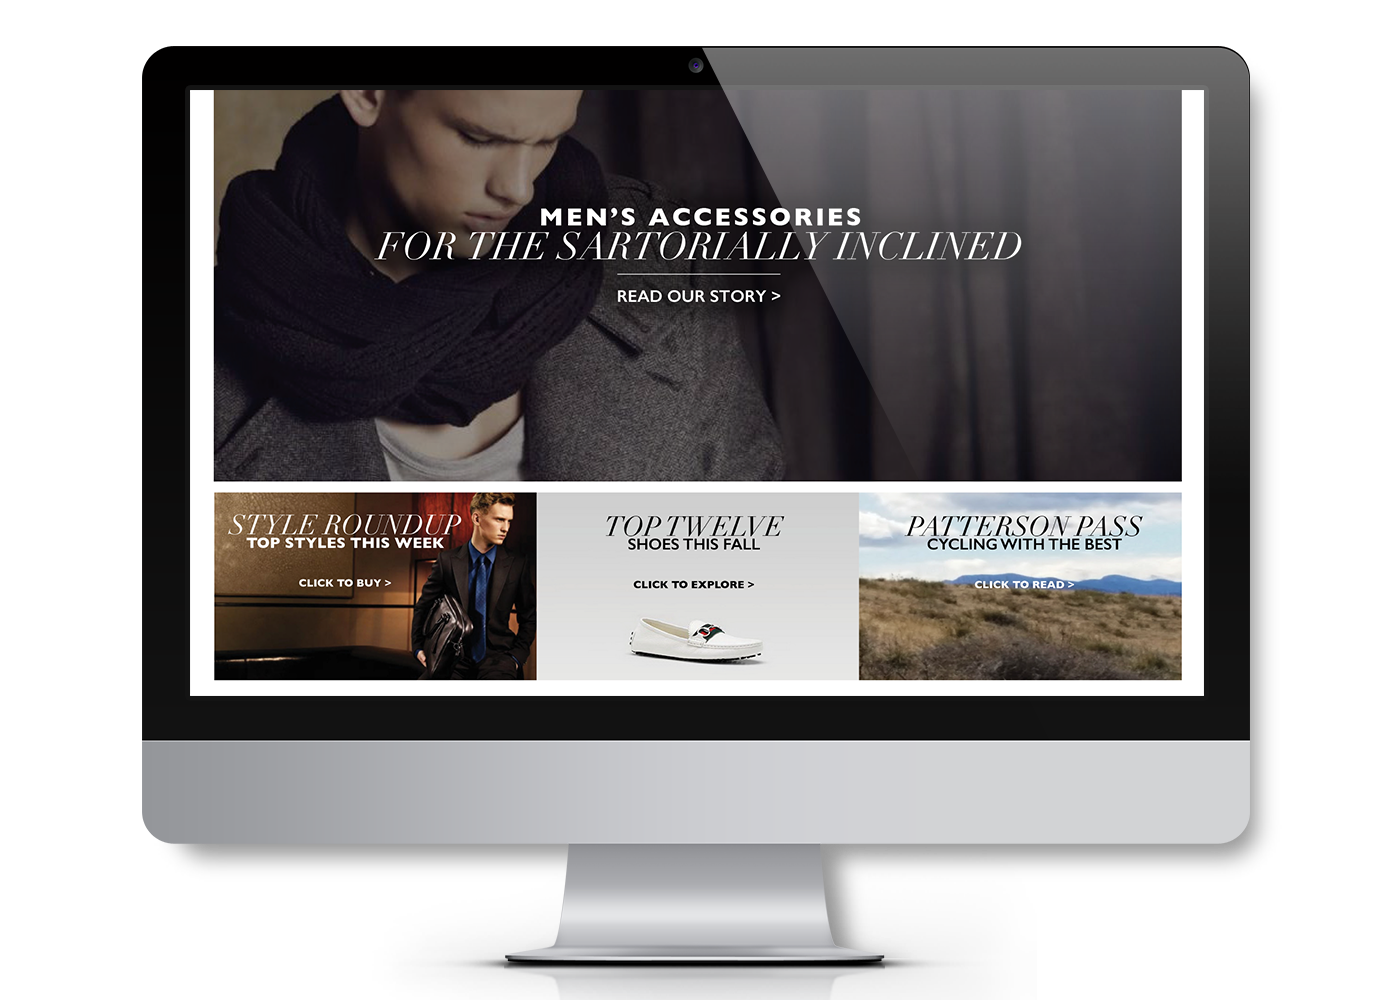 MEN’S ACCESSORIES
FOR THE SARTORIALLY INCLINED
READ OUR STORY >
STYLE ROUNDUP
TOP STYLES THIS WEEK
CLICK TO BUY >
TOP TWELVE
SHOES THIS FALL
CLICK TO EXPLORE >
PATTERSON PASS
CYCLING WITH THE BEST
CLICK TO READ >